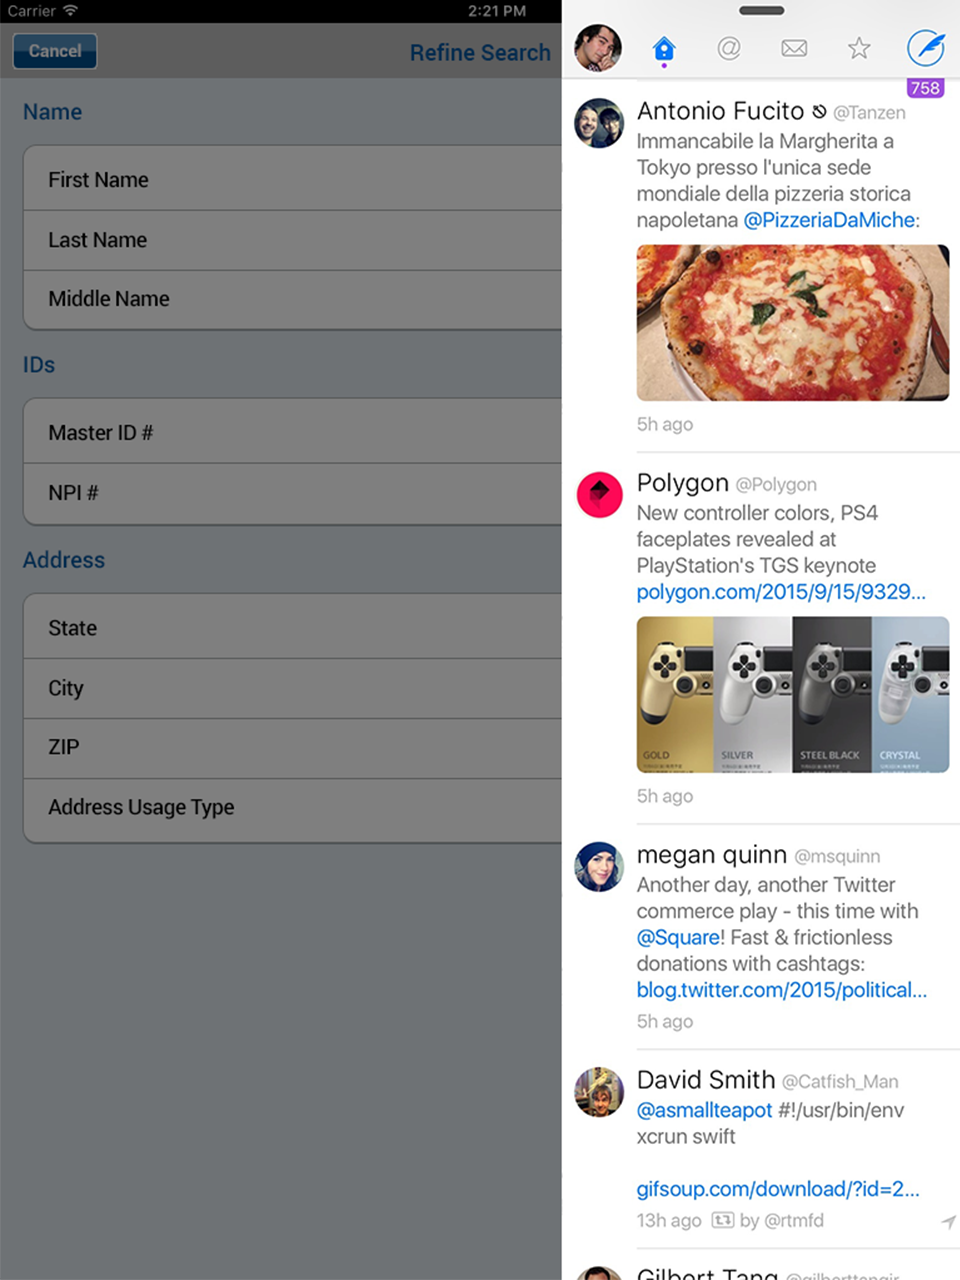 Carrier
2:21 PM
Cancel
Refine Search
Name
First Name
Last Name
Middle Name
IDs
Master ID #
NPI #
Address
State
City
ZIP
Address Usage Type
758
Antonio Fucito @Tanzen
Immancabile la Margherita a
Tokyo presso l'unica sede
mondiale della pizzeria storica
napoletana @PizzeriaDaMiche:
5h ago
Polygon @Polygon
New controller colors, PS4
faceplates revealed at
PlayStation's TGS keynote
polygon.com/2015/9/15/9329...
GOLD
SILVER
STEEL BLACK
CRYSTAL
5h ago
megan quinn @msquinn
Another day, another Twitter
commerce play - this time with
@Square! Fast & frictionless
donations with cashtags:
blog.twitter.com/2015/political...
5h ago
David Smith @Catfish_Man
@asmallteapot #!/usr/bin/env
xcrun swift
gifsoup.com/download/?id=2...
13h ago by @rtmfd
Gilbert Tang